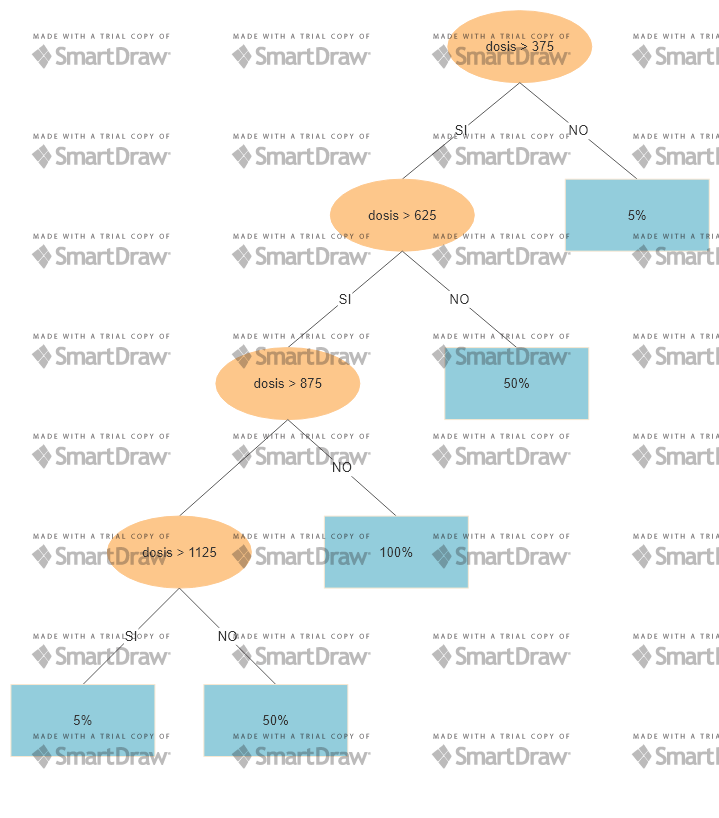 dosis > 375
SI
NO
dosis > 625
5%
SI
NO
dosis > 875
50%
NO
dosis > 1125
100%
SI
NO
5%
50%
MADE WITH A TRIAL COPY OF
SmartDraw